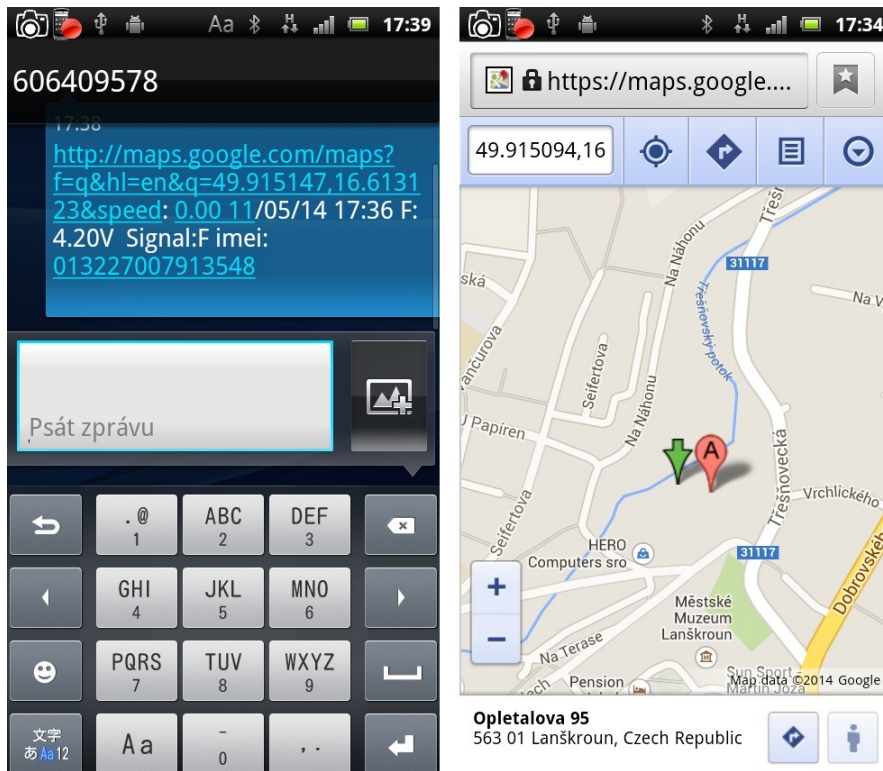 Aa
H
17:39
606409578
17:38
http://maps.google.com/maps?
f=q&hl=en&q=49.915147,16.6131
23&speed: 0.00 11/05/14 17:36 F:
4.20V Signal:F imei:
013227007913548
Psát zprávu
. @
1
ABC
2
DEF
3
GHI
4
JKL
5
MNO
6
PQRS
7
TUV
8
WXYZ
9
文字
あAa12
A a
–
0
, .
H
17:34
https://maps.google....
49.915094,16
Na Náhonu
31117
Třešňovský potok
Na V
Seifertova
Na Náhonu
J Papíren
A
Třešňovecká
Vrchlického
Seifertova
HERO
Computers sro
31117
Dobrovského
+
–
Městské
Muzeum
Lanškroun
Na Terase
Pension
Sun Sport -
Martin Joza
Map data ©2014 Google
Opletalova 95
563 01 Lanškroun, Czech Republic